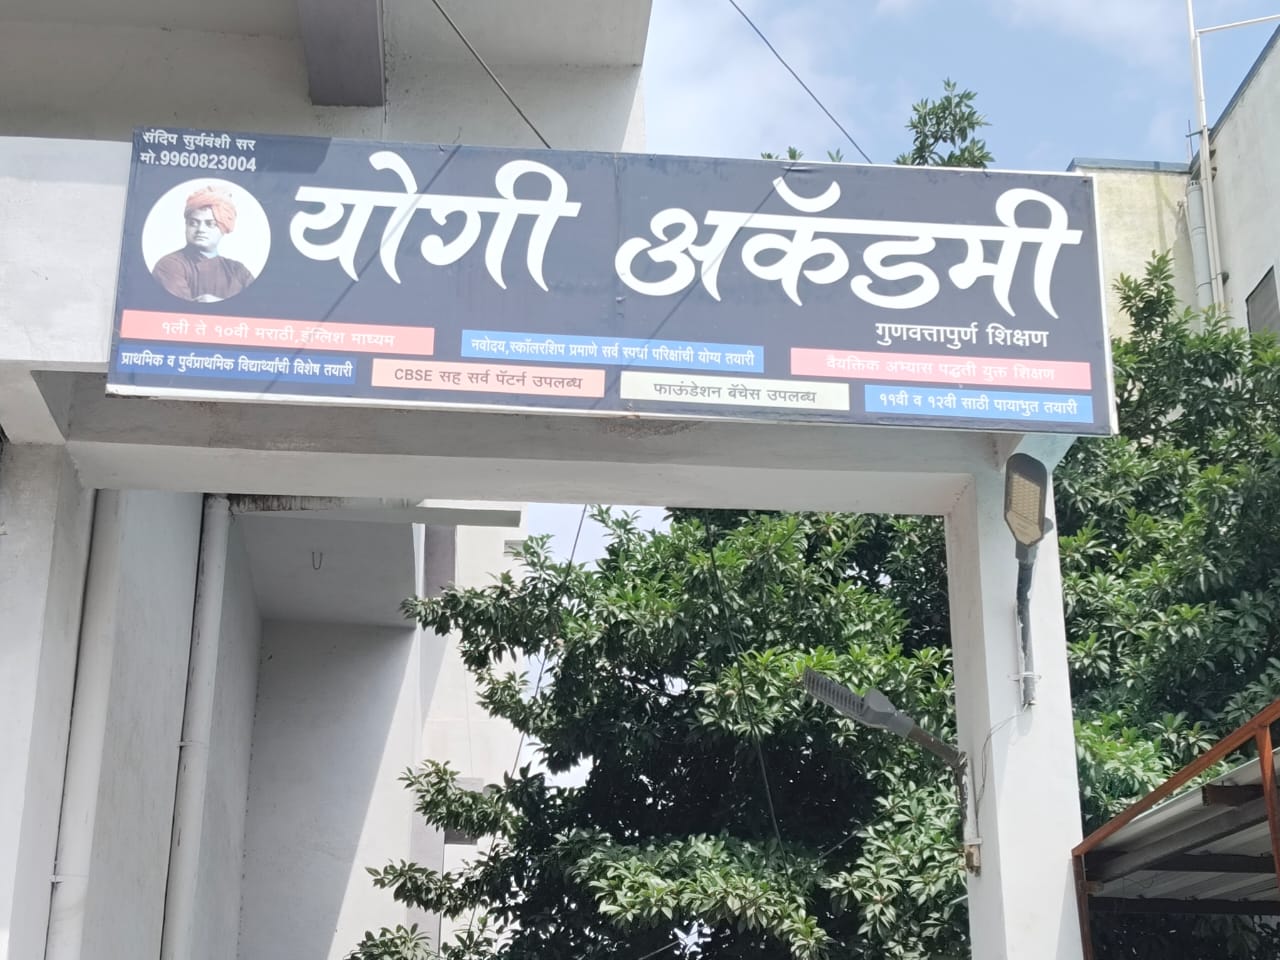 संदिप सुर्यवंशी सर
मो.9960823004
योगी अकॅडमी
गुणवत्तापुर्ण शिक्षण
१ली ते १०वी मराठी,इंग्लिश माध्यम
नवोदय,स्कॉलरशिप प्रमाणे सर्व स्पर्धा परिक्षांची योग्य तयारी
वैयक्तिक अभ्यास पद्धती युक्त शिक्षण
प्राथमिक व पुर्वप्राथमिक विद्यार्थ्यांची विशेष तयारी
CBSE सह सर्व पॅटर्न उपलब्ध
फाऊंडेशन बॅचेस उपलब्ध
११वी व १२वी साठी पायाभुत तयारी